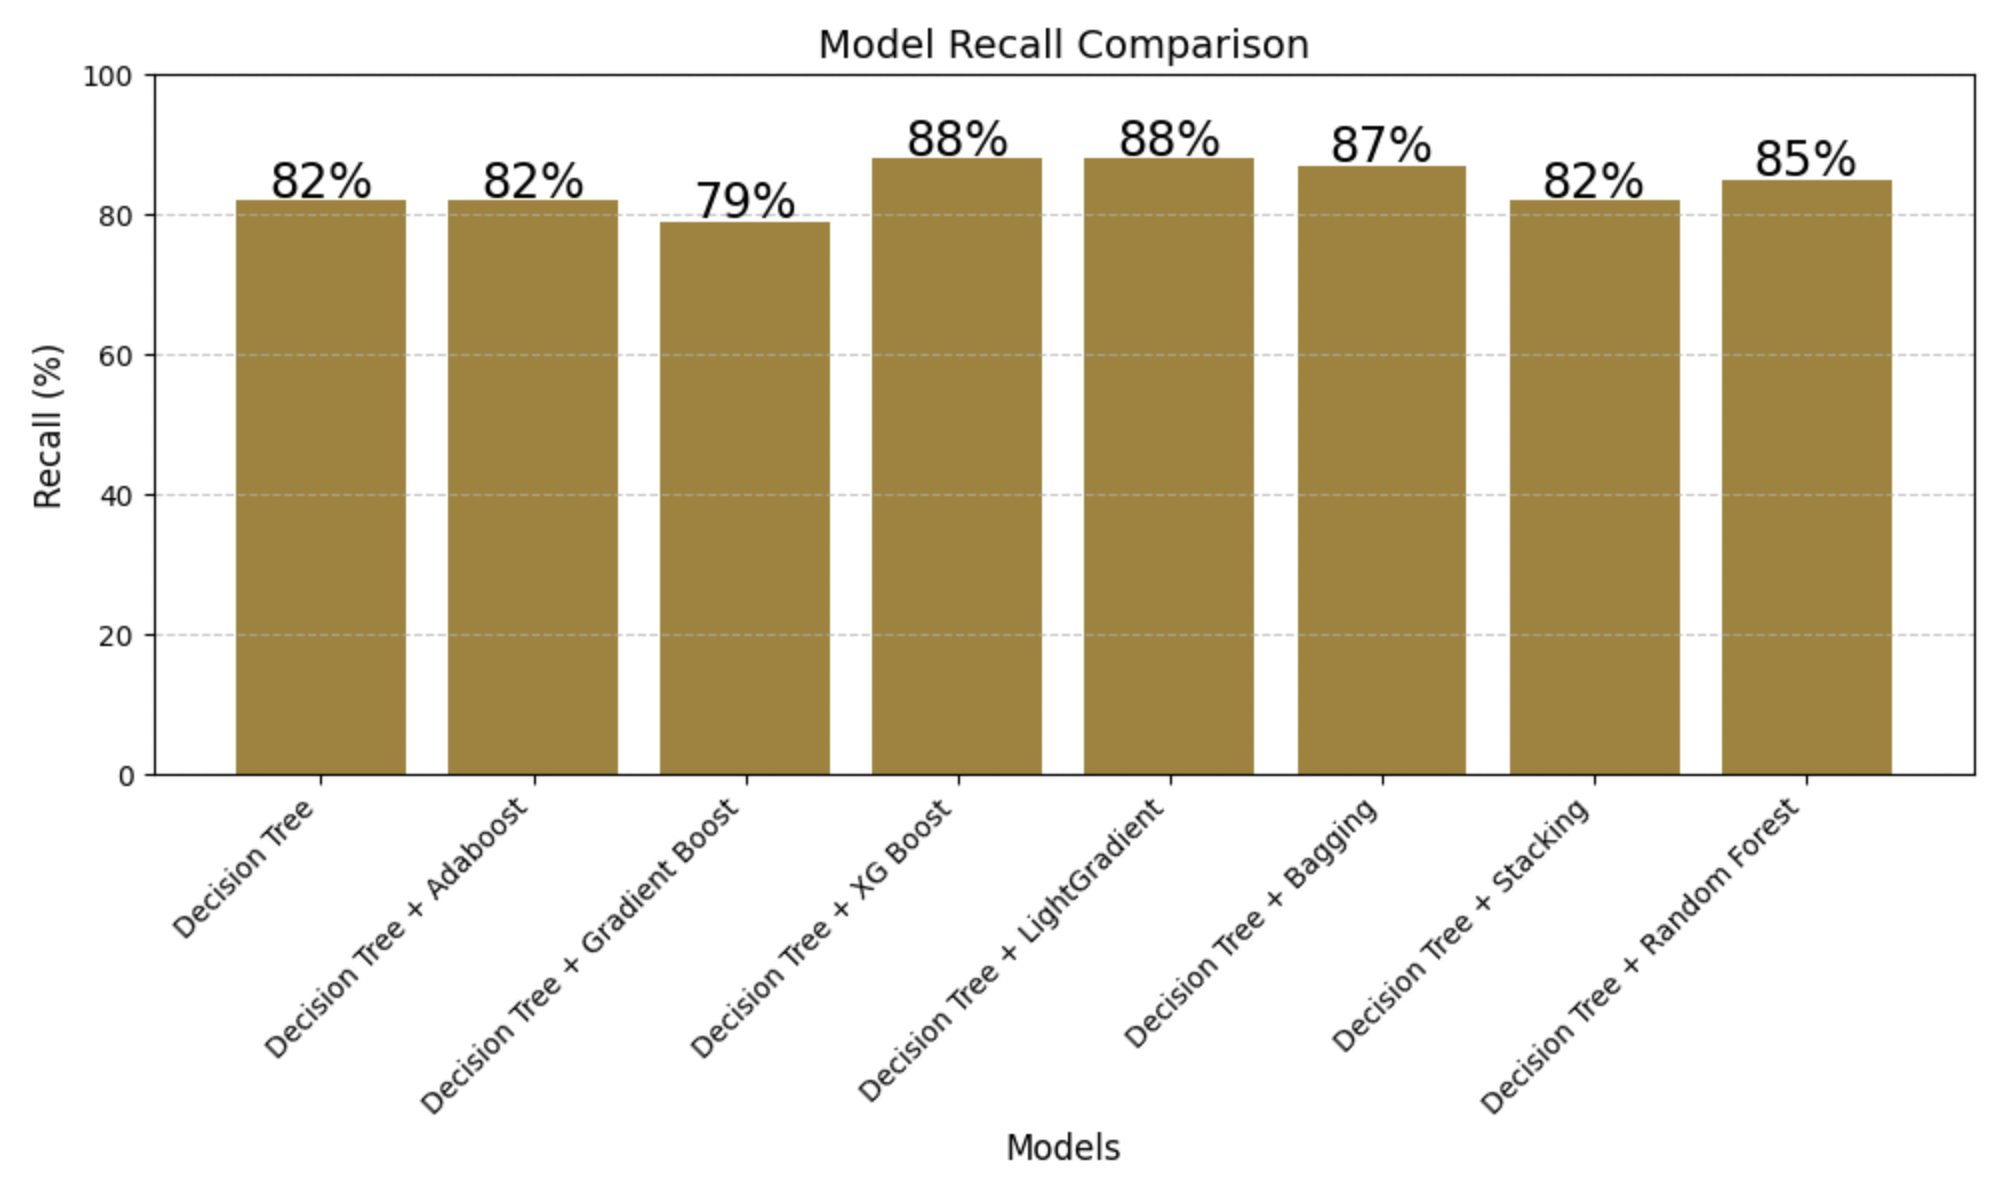 Model Recall Comparison
100
80
60
40
20
0
Recall (%)
82%
82%
79%
88%
88%
87%
82%
85%
Decision Tree
Decision Tree + Adaboost
Decision Tree + Gradient Boost
Decision Tree + XG Boost
Decision Tree + LightGradient
Decision Tree + Bagging
Decision Tree + Stacking
Decision Tree + Random Forest
Models